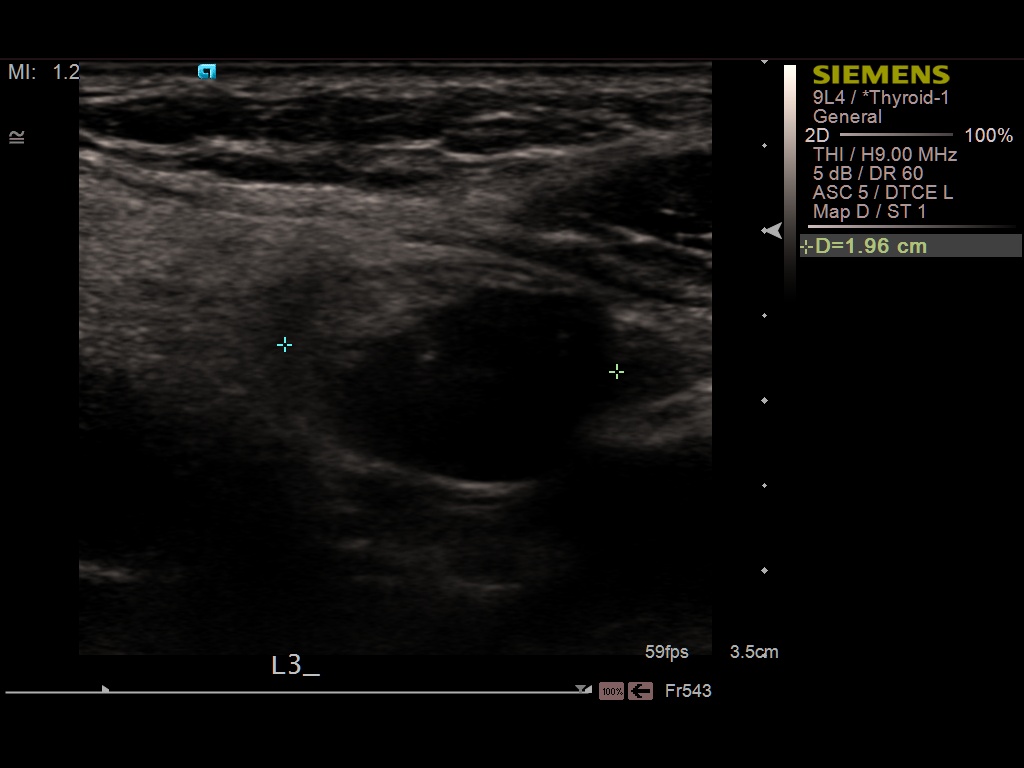 MI: 1.2
SIEMENS
9L4 / *Thyroid-1
General
2D 100%
THI / H9.00 MHz
5 dB / DR 60
ASC 5 / DTCE L
Map D / ST 1
D=1.96 cm
59fps 3.5cm
L3_
100% Fr543